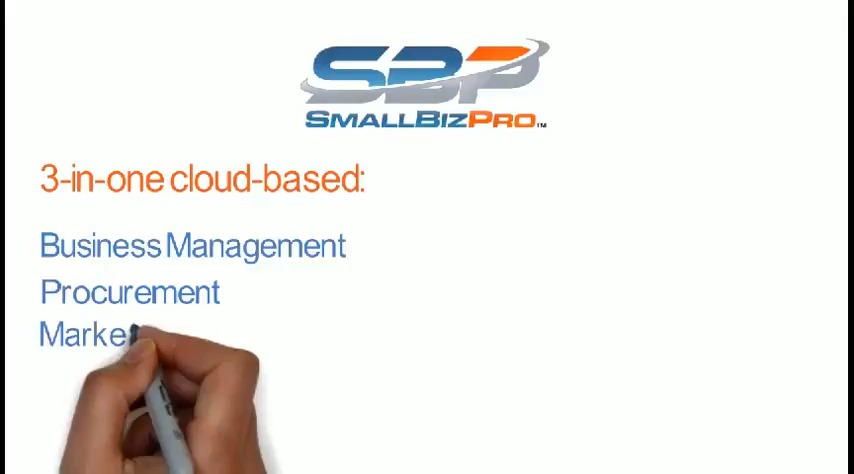 SBP
SMALLBIZPRO™
3-in-one cloud-based:
Business Management
Procurement
Marke